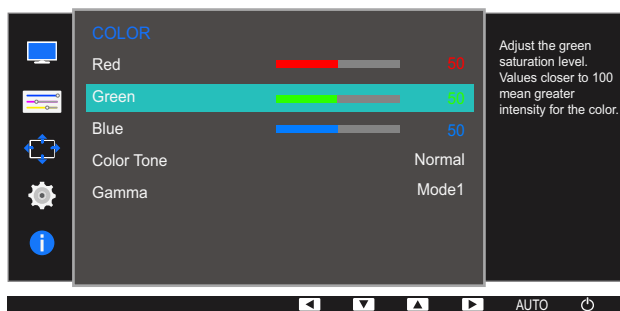 COLOR
Red 50
Green 50
Blue 50
Color Tone Normal
Gamma Mode1
Adjust the green
saturation level.
Values closer to 100
mean greater
intensity for the color.
AUTO